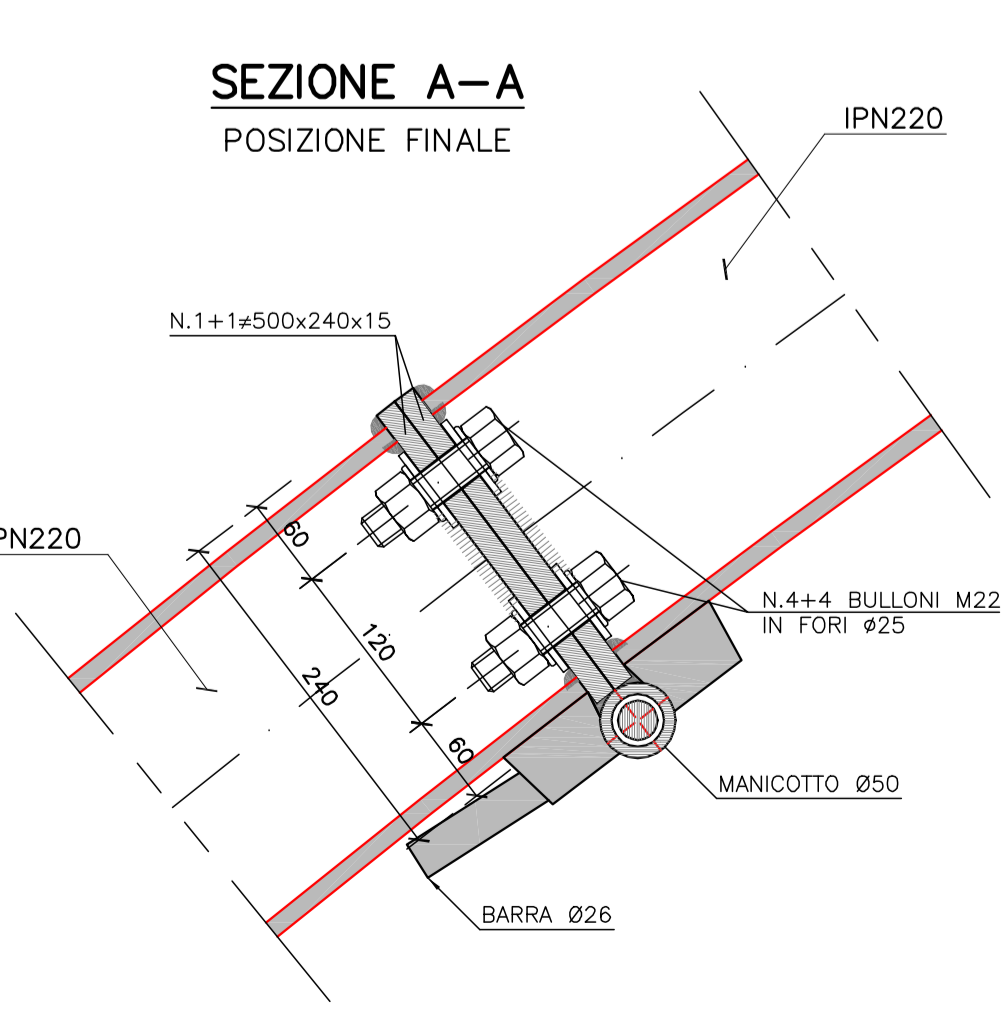 SEZIONE A-A
POSIZIONE FINALE
IPN220
N.1+1≠500x240x15
PN220
60
120
240
60
N.4+4 BULLONI M22
IN FORI ø25
MANICOTTO Ø50
BARRA Ø26